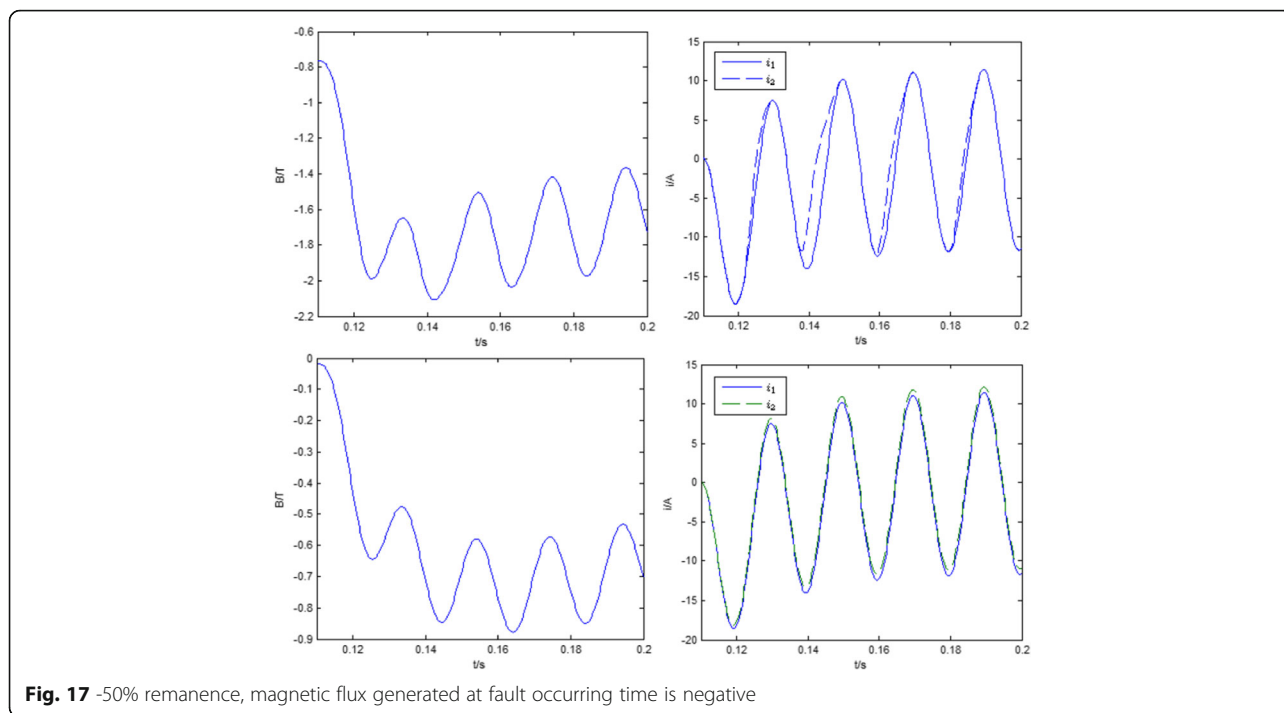 B/T
-0.6
-0.8
-1
-1.2
-1.4
-1.6
-1.8
-2
-2.2
0.12 0.14 0.16 0.18 0.2
t/s
i/A
15
10
5
0
-5
-10
-15
-20
i₁
i₂
0.12 0.14 0.16 0.18 0.2
t/s
B/T
0
-0.1
-0.2
-0.3
-0.4
-0.5
-0.6
-0.7
-0.8
-0.9
0.12 0.14 0.16 0.18 0.2
t/s
i/A
15
10
5
0
-5
-10
-15
-20
i₁
i₂
0.12 0.14 0.16 0.18 0.2
t/s
Fig. 17 -50% remanence, magnetic flux generated at fault occurring time is negative